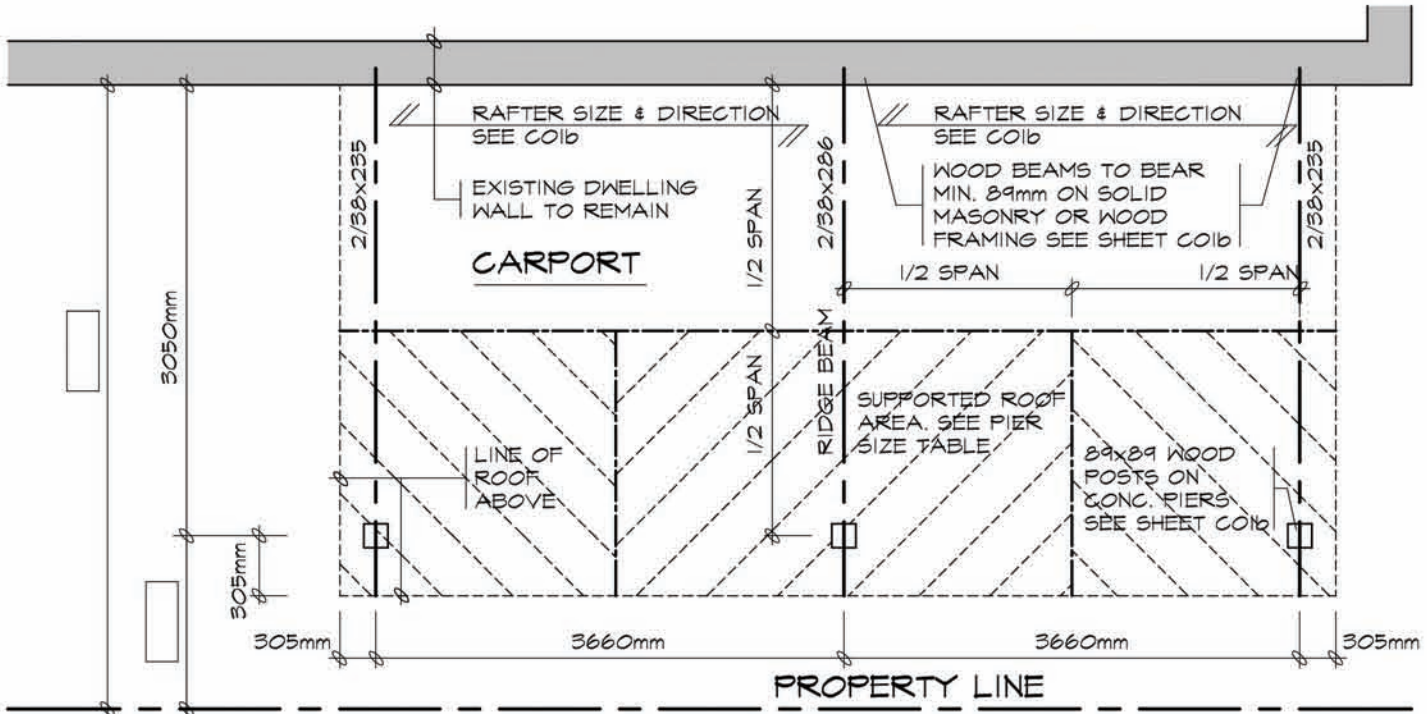 RAFTER SIZE & DIRECTION
SEE C01b
RAFTER SIZE & DIRECTION
SEE C01b
2/38x235
EXISTING DWELLING
WALL TO REMAIN
CARPORT
1/2 SPAN
2/38x286
WOOD BEAMS TO BEAR
MIN. 89mm ON SOLID
MASONRY OR WOOD
FRAMING SEE SHEET C01b
2/38x235
1/2 SPAN
1/2 SPAN
3050mm
1/2 SPAN
RIDGE BEAM
SUPPORTED ROOF
AREA. SEE PIER
SIZE TABLE
LINE OF
ROOF
ABOVE
89x89 WOOD
POSTS ON
CONC. PIERS
SEE SHEET C01b
305mm
305mm
3660mm
3660mm
305mm
PROPERTY LINE